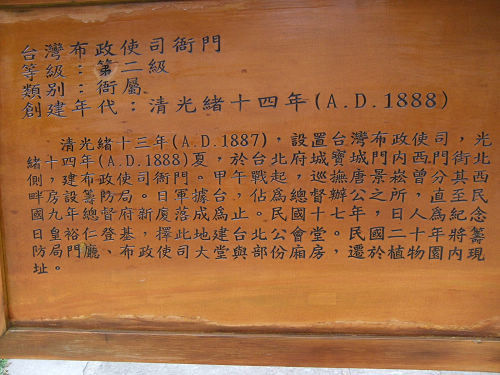 台灣布政使司衙門
等級：第二級
類別：衙屬
創建年代：清光緒十四年(A.D.1888)
清光緒十三年(A.D.1887)，設置台灣布政使司，光
緒十四年(A.D.1888)夏，於台北府城寶城門內西門街北
側，建布政使司衙門。甲午戰起，巡撫唐景崧曾分其西
畔房設籌防局。日軍據台，佔為總督辦公之所，直至民
國九年總督府新廈落成為止。民國十七年，日人為紀念
日皇裕仁登基，擇此地建台北公會堂。民國二十年將籌
防局門廳、布政使司大堂與部份廂房，遷於植物園內現
址。